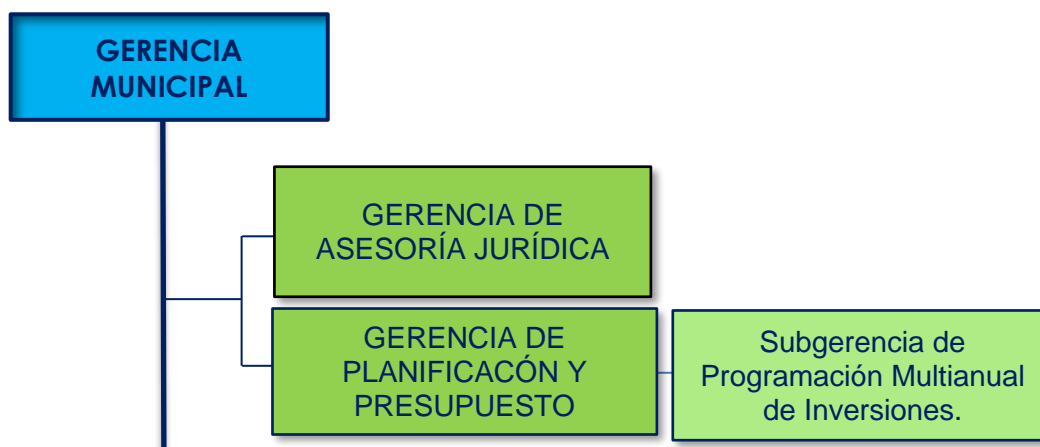 GERENCIA
MUNICIPAL
GERENCIA DE
ASESORÍA JURÍDICA
GERENCIA DE
PLANIFICACÓN Y
PRESUPUESTO
Subgerencia de
Programación Multianual
de Inversiones.